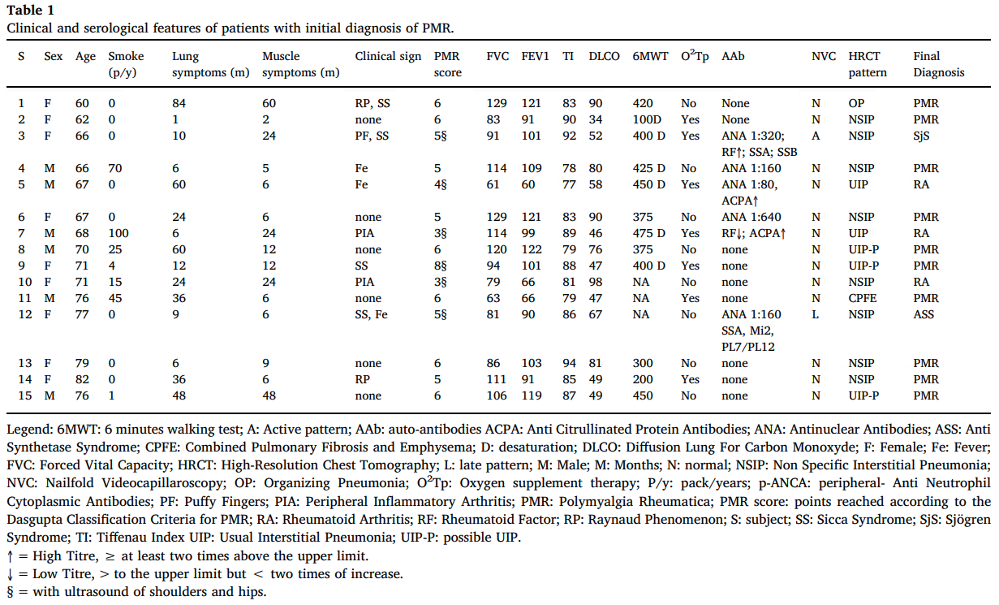 Table 1
Clinical and serological features of patients with initial diagnosis of PMR.
S Sex Age Smoke (p/y) Lung symptoms (m) Muscle symptoms (m) Clinical sign PMR score FVC FEV1 TI DLCO 6MWT O²Tp AAb NVC HRCT pattern Final Diagnosis
1 F 60 0 84 60 RP, SS 6 129 121 83 90 420 No None N OP PMR
2 F 62 0 1 2 none 6 83 91 90 34 100D Yes None N NSIP PMR
3 F 66 0 10 24 PF, SS 5§ 91 101 92 52 400 D Yes ANA 1:320; RF↑; SSA; SSB A NSIP SjS
4 M 66 70 6 5 Fe 5 114 109 78 80 425 D No ANA 1:160 N NSIP PMR
5 M 67 0 60 6 Fe 4§ 61 60 77 58 450 D Yes ANA 1:80, ACPA↑ N UIP RA
6 F 67 0 24 6 none 5 129 121 83 90 375 No ANA 1:640 N NSIP PMR
7 M 68 100 6 24 PIA 3§ 114 99 89 46 475 D Yes RF↓; ACPA↑ N UIP RA
8 M 70 25 60 12 none 6 120 122 79 76 375 No none N UIP-P PMR
9 F 71 4 12 12 SS 8§ 94 101 88 47 400 D Yes none N UIP-P PMR
10 F 71 15 24 24 PIA 3§ 79 66 81 98 NA No none N NSIP RA
11 M 76 45 36 6 none 6 63 66 79 47 NA Yes none N CPFE PMR
12 F 77 0 9 6 SS, Fe 5§ 81 90 86 67 NA No ANA 1:160 SSA, Mi2, PL7/PL12 L NSIP ASS
13 F 79 0 6 9 none 6 86 103 94 81 300 No none N NSIP PMR
14 F 82 0 36 6 RP 5 111 91 85 49 200 Yes none N NSIP PMR
15 M 76 1 48 48 none 6 106 119 87 49 450 No none N UIP-P PMR
Legend: 6MWT: 6 minutes walking test; A: Active pattern; AAb: auto-antibodies ACPA: Anti Citrullinated Protein Antibodies; ANA: Antinuclear Antibodies; ASS: Anti
Synthetase Syndrome; CPFE: Combined Pulmonary Fibrosis and Emphysema; D: desaturation; DLCO: Diffusion Lung For Carbon Monoxyde; F: Female; Fe: Fever;
FVC: Forced Vital Capacity; HRCT: High-Resolution Chest Tomography; L: late pattern; M: Male; M: Months; N: normal; NSIP: Non Specific Interstitial Pneumonia;
NVC: Nailfold Videocapillaroscopy; OP: Organizing Pneumonia; O²Tp: Oxygen supplement therapy; P/y: pack/years; p-ANCA: peripheral- Anti Neutrophil
Cytoplasmic Antibodies; PF: Puffy Fingers; PIA: Peripheral Inflammatory Arthritis; PMR: Polymyalgia Rheumatica; PMR score: points reached according to the
Dasgupta Classification Criteria for PMR; RA: Rheumatoid Arthritis; RF: Rheumatoid Factor; RP: Raynaud Phenomenon; S: subject; SS: Sicca Syndrome; SjS: Sjögren
Syndrome; TI: Tiffenau Index UIP: Usual Interstitial Pneumonia; UIP-P: possible UIP.
↑ = High Titre, ≥ at least two times above the upper limit.
↓ = Low Titre, > to the upper limit but < two times of increase.
§ = with ultrasound of shoulders and hips.